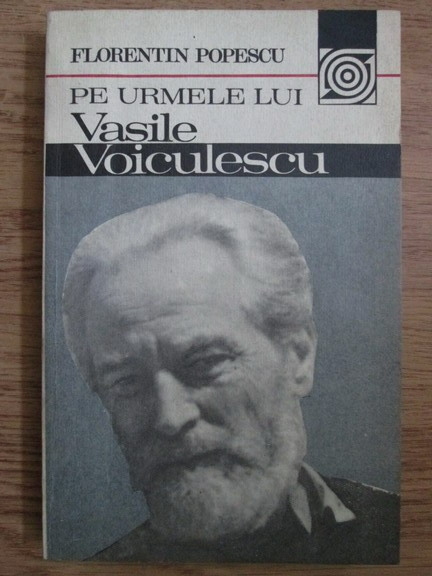 FLORENTIN POPESCU
PE URMELE LUI
Vasile
Voiculescu